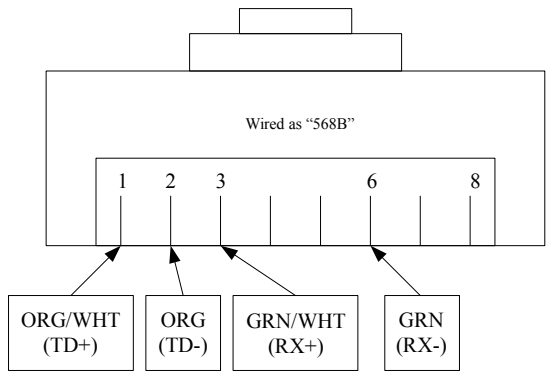 Wired as “568B”
1 2 3 6 8
ORG/WHT
(TD+)
ORG
(TD-)
GRN/WHT
(RX+)
GRN
(RX-)